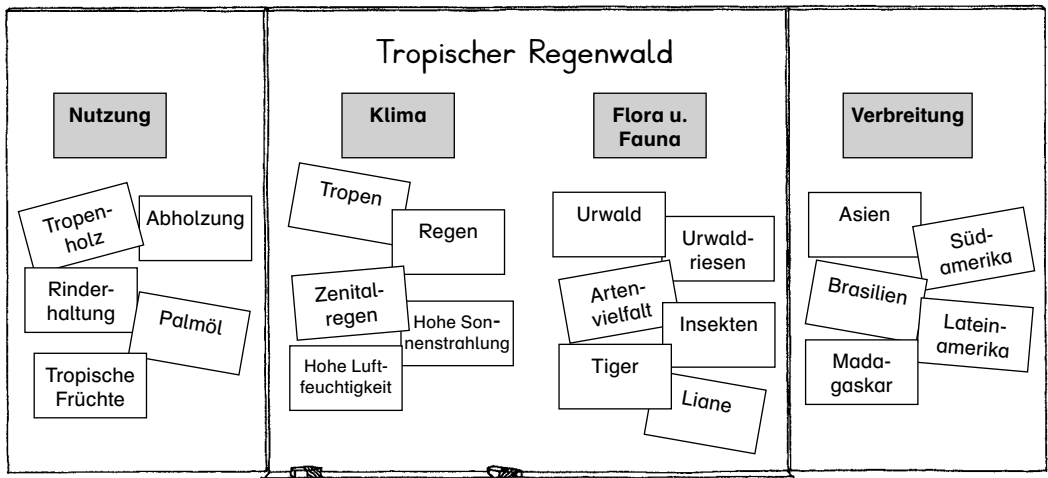 Tropischer Regenwald
Nutzung
Tropen-
holz
Abholzung
Rinder-
haltung
Palmöl
Tropische
Früchte
Klima
Tropen
Regen
Zenital-
regen
Hohe Son-
nenstrahlung
Hohe Luft-
feuchtigkeit
Flora u.
Fauna
Urwald
Urwald-
riesen
Arten-
vielfalt
Insekten
Tiger
Liane
Verbreitung
Asien
Süd-
amerika
Brasilien
Latein-
amerika
Mada-
gaskar